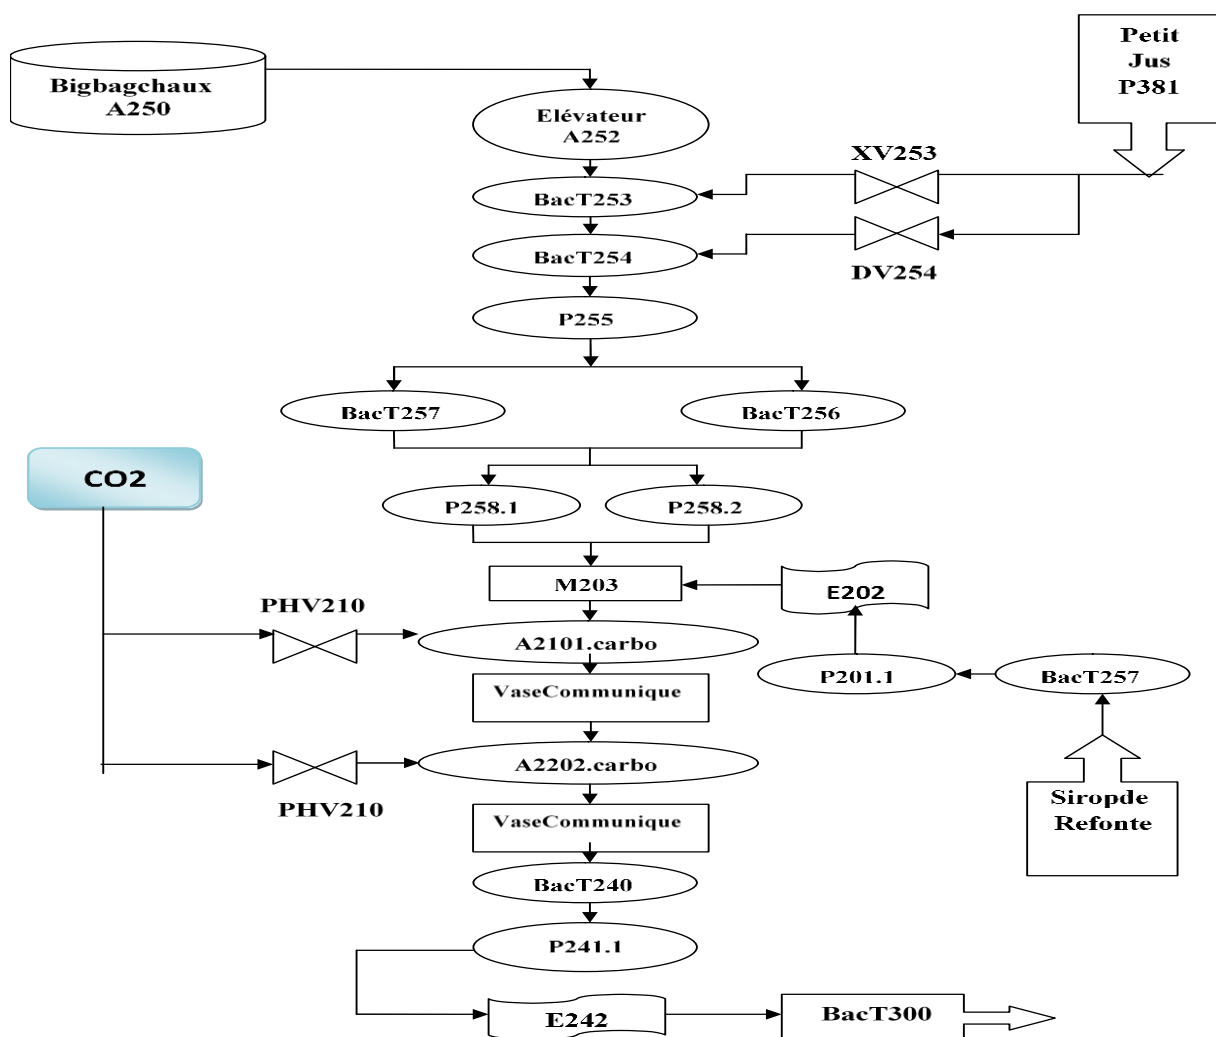 Petit
Jus
P381
Bigbagchaux
A250
Elévateur
A252
XV253
BacT253
BacT254
DV254
P255
BacT257
BacT256
CO2
P258.1
P258.2
M203
E202
PHV210
A2101.carbo
P201.1
BacT257
VaseCommunique
A2202.carbo
PHV210
Siropde
Refonte
VaseCommunique
BacT240
P241.1
E242
BacT300